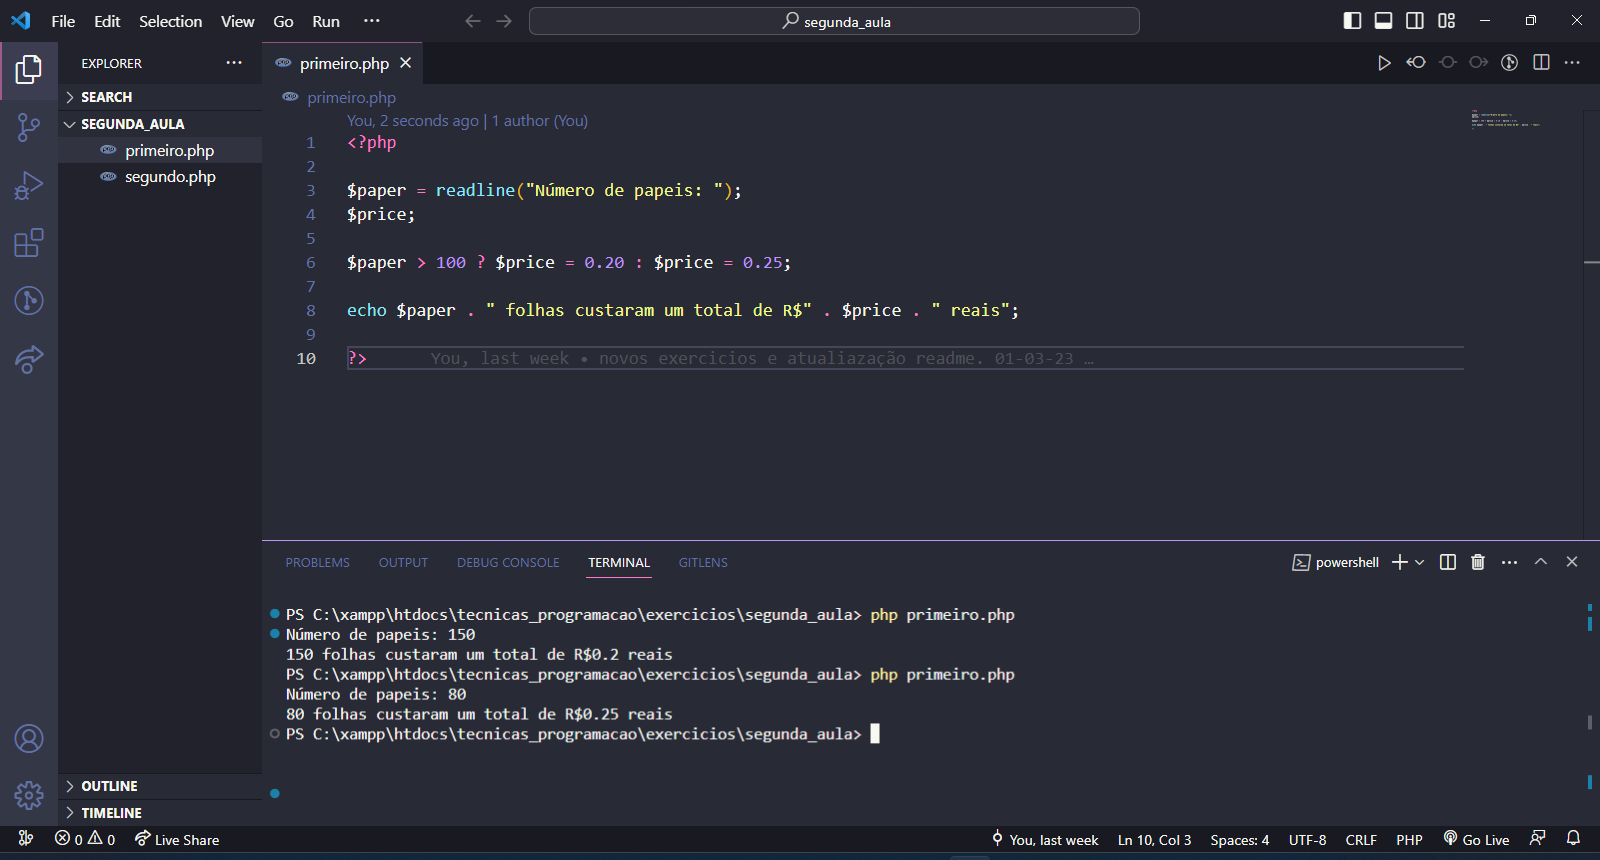 File Edit Selection View Go Run ···
segunda_aula
EXPLORER ···
SEARCH
SEGUNDA_AULA
primeiro.php
segundo.php
OUTLINE
TIMELINE
primeiro.php
primeiro.php
You, 2 seconds ago | 1 author (You)
1 <?php
2
3 $paper = readline("Número de papeis: ");
4 $price;
5
6 $paper > 100 ? $price = 0.20 : $price = 0.25;
7
8 echo $paper . " folhas custaram um total de R$" . $price . " reais";
9
10 ?> You, last week • novos exercicios e atualiazação readme. 01-03-23 …
PROBLEMS OUTPUT DEBUG CONSOLE TERMINAL GITLENS
powershell
PS C:\xampp\htdocs\tecnicas_programacao\exercicios\segunda_aula> php primeiro.php
Número de papeis: 150
150 folhas custaram um total de R$0.2 reais
PS C:\xampp\htdocs\tecnicas_programacao\exercicios\segunda_aula> php primeiro.php
Número de papeis: 80
80 folhas custaram um total de R$0.25 reais
PS C:\xampp\htdocs\tecnicas_programacao\exercicios\segunda_aula>
0 0 Live Share You, last week Ln 10, Col 3 Spaces: 4 UTF-8 CRLF PHP Go Live